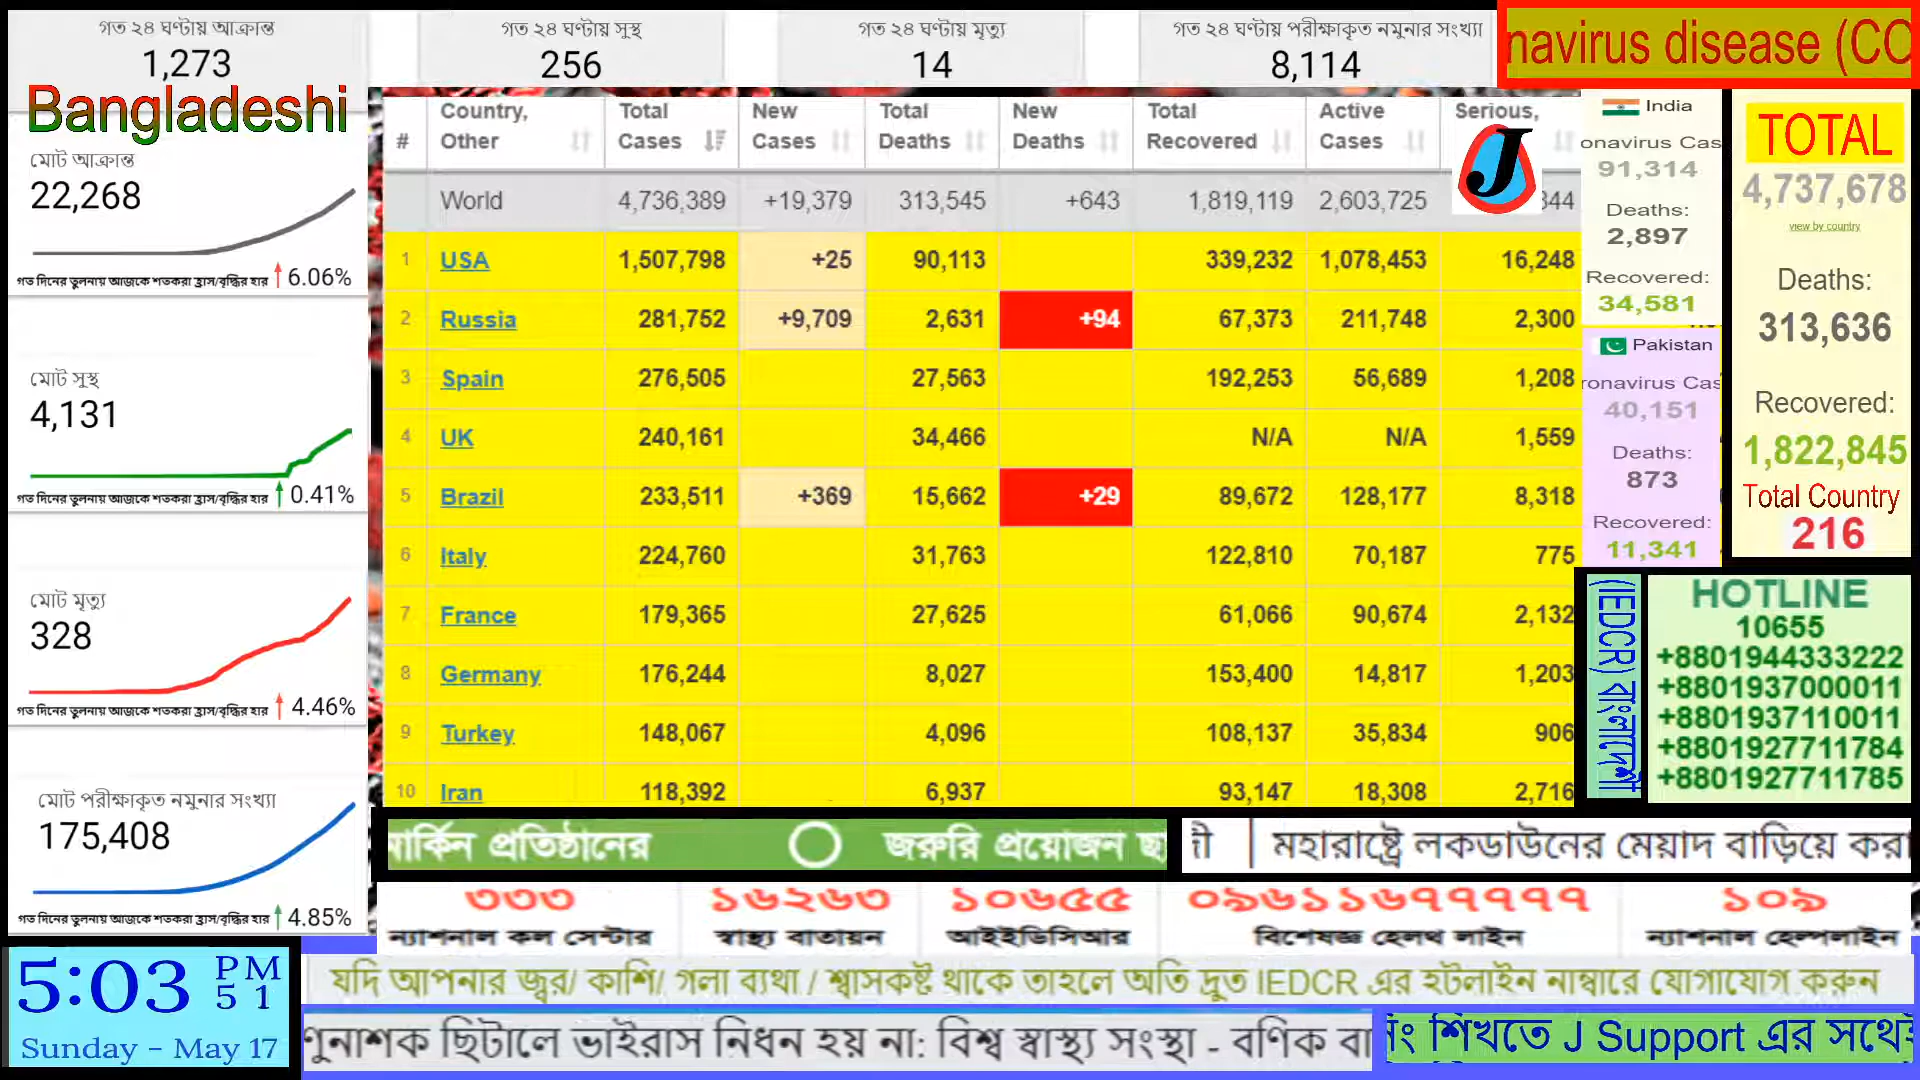 গত ২৪ ঘণ্টায় আক্রান্ত
1,273
গত ২৪ ঘণ্টায় সুস্থ
256
গত ২৪ ঘণ্টায় মৃত্যু
14
গত ২৪ ঘণ্টায় পরীক্ষাকৃত নমুনার সংখ্যা
8,114
navirus disease (CO
Bangladeshi
মোট আক্রান্ত
22,268
গত দিনের তুলনায় আজকে শতকরা হ্রাস/বৃদ্ধির হার 6.06%
মোট সুস্থ
4,131
গত দিনের তুলনায় আজকে শতকরা হ্রাস/বৃদ্ধির হার 0.41%
মোট মৃত্যু
328
গত দিনের তুলনায় আজকে শতকরা হ্রাস/বৃদ্ধির হার 4.46%
মোট পরীক্ষাকৃত নমুনার সংখ্যা
175,408
গত দিনের তুলনায় আজকে শতকরা হ্রাস/বৃদ্ধির হার 4.85%
# Country, Other Total Cases New Cases Total Deaths New Deaths Total Recovered Active Cases Serious,
J
World 4,736,389 +19,379 313,545 +643 1,819,119 2,603,725 344
1 USA 1,507,798 +25 90,113 339,232 1,078,453 16,248
2 Russia 281,752 +9,709 2,631 +94 67,373 211,748 2,300
3 Spain 276,505 27,563 192,253 56,689 1,208
4 UK 240,161 34,466 N/A N/A 1,559
5 Brazil 233,511 +369 15,662 +29 89,672 128,177 8,318
6 Italy 224,760 31,763 122,810 70,187 775
7 France 179,365 27,625 61,066 90,674 2,132
8 Germany 176,244 8,027 153,400 14,817 1,203
9 Turkey 148,067 4,096 108,137 35,834 906
10 Iran 118,392 6,937 93,147 18,308 2,716
India
onavirus Cas
91,314
Deaths:
2,897
Recovered:
34,581
Pakistan
ronavirus Cas
40,151
Deaths:
873
Recovered:
11,341
TOTAL
4,737,678
view by country
Deaths:
313,636
Recovered:
1,822,845
Total Country
216
(IEDCR) বাংলাদেশী
HOTLINE
10655
+8801944333222
+8801937000011
+8801937110011
+8801927711784
+8801927711785
মার্কিন প্রতিষ্ঠানের জরুরি প্রয়োজন ছা
নী | মহারাষ্ট্রে লকডাউনের মেয়াদ বাড়িয়ে করা
৩৩৩
ন্যাশনাল কল সেন্টার
১৬২৬৩
স্বাস্থ্য বাতায়ন
১০৬৫৫
আইইডিসিআর
০৯৬১১৬৭৭৭৭৭
বিশেষজ্ঞ হেলথ লাইন
১০৯
ন্যাশনাল হেল্পলাইন
5:03 PM
51
Sunday - May 17
যদি আপনার জ্বর/ কাশি/ গলা ব্যথা / শ্বাসকষ্ট থাকে তাহলে অতি দ্রুত IEDCR এর হটলাইন নাম্বারে যোগাযোগ করুন
ণুনাশক ছিটালে ভাইরাস নিধন হয় না: বিশ্ব স্বাস্থ্য সংস্থা - বণিক বা
িং শিখতে J Support এর সথেই